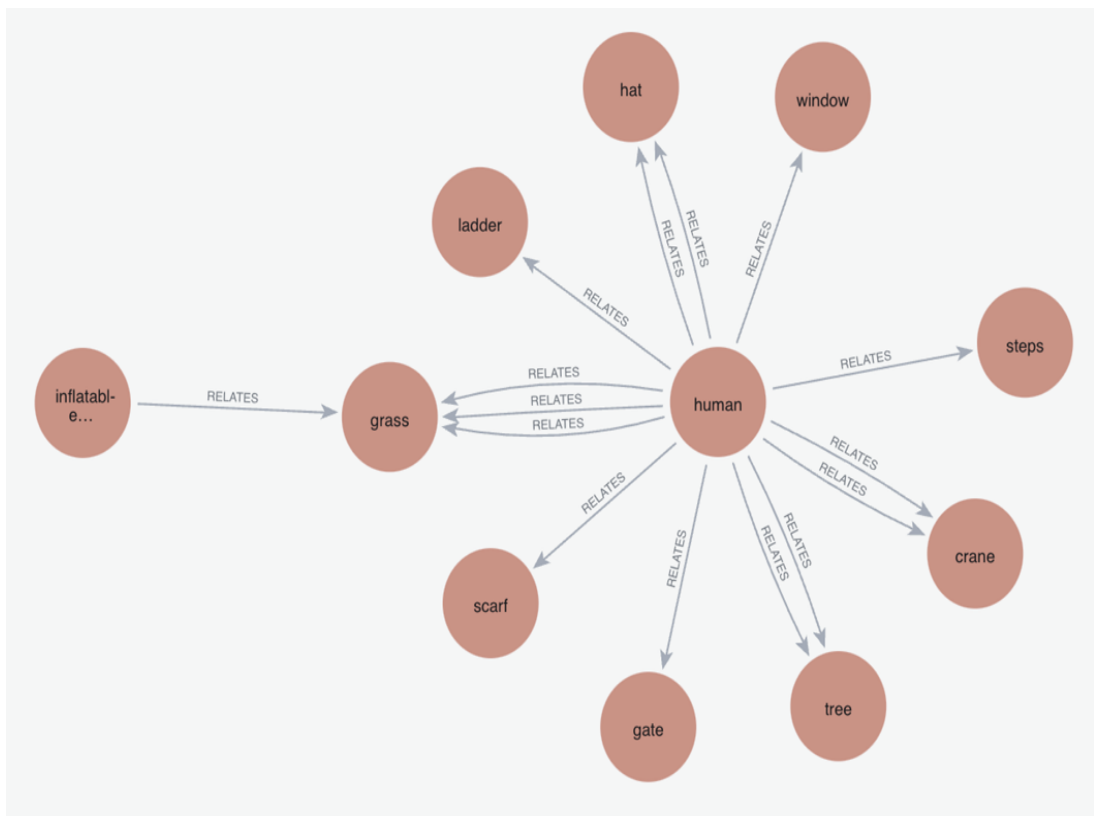 hat
window
RELATES
RELATES
RELATES
ladder
RELATES
steps
RELATES
inflatabl-
e...
RELATES
grass
RELATES
RELATES
RELATES
human
RELATES
RELATES
RELATES
RELATES
RELATES
RELATES
crane
scarf
gate
tree